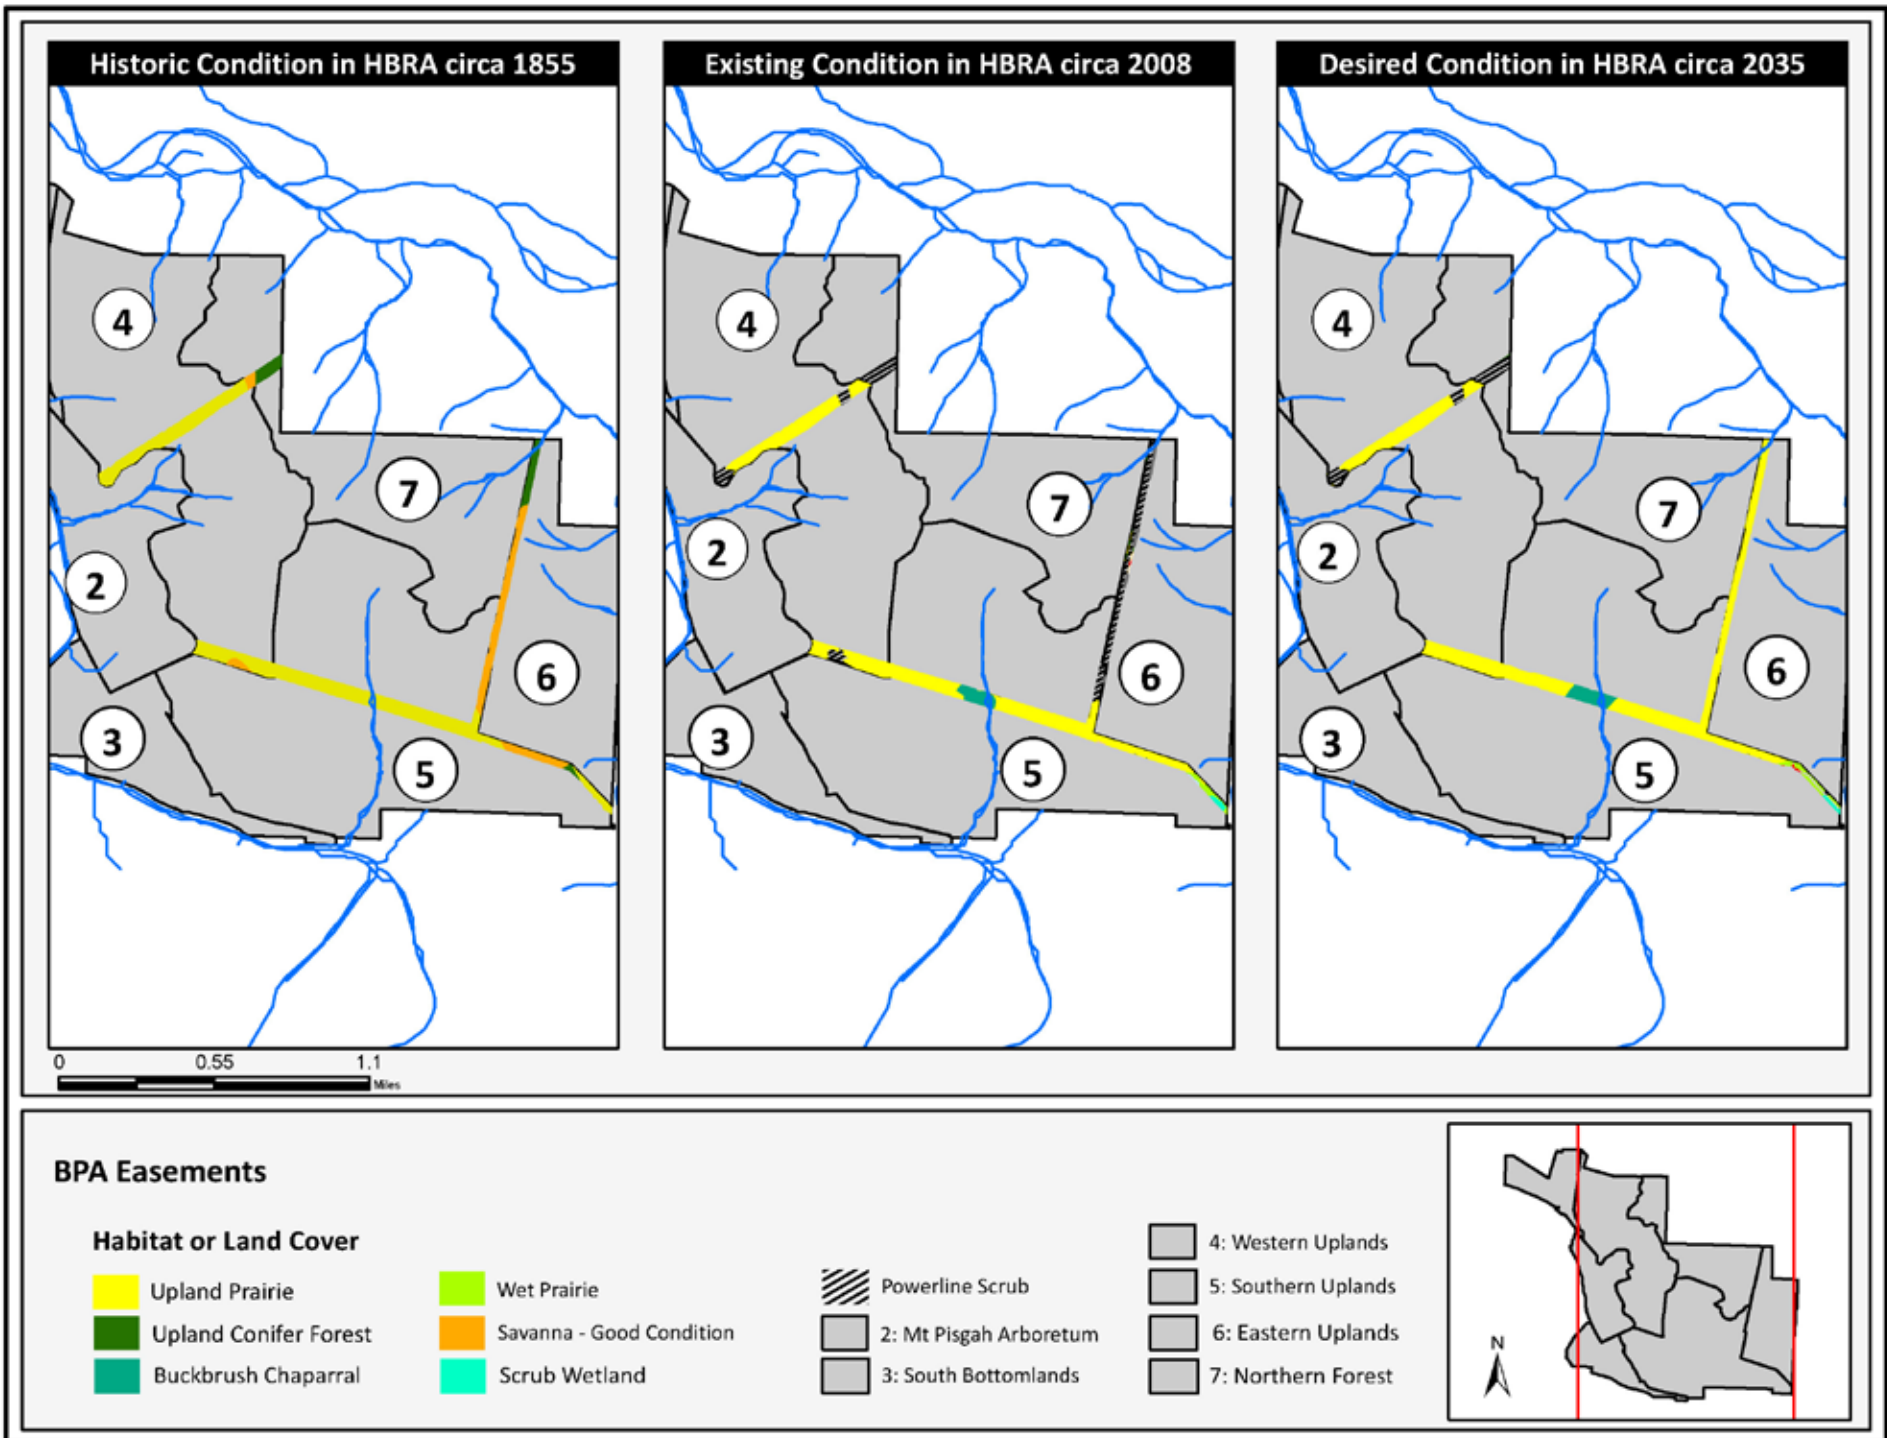 Historic Condition in HBRA circa 1855
Existing Condition in HBRA circa 2008
Desired Condition in HBRA circa 2035
4
7
2
6
3
5
4
7
2
6
3
5
4
7
2
6
3
5
0 0.55 1.1
Miles
BPA Easements
Habitat or Land Cover
Upland Prairie
Upland Conifer Forest
Buckbrush Chaparral
Wet Prairie
Savanna - Good Condition
Scrub Wetland
Powerline Scrub
2: Mt Pisgah Arboretum
3: South Bottomlands
4: Western Uplands
5: Southern Uplands
6: Eastern Uplands
7: Northern Forest
N